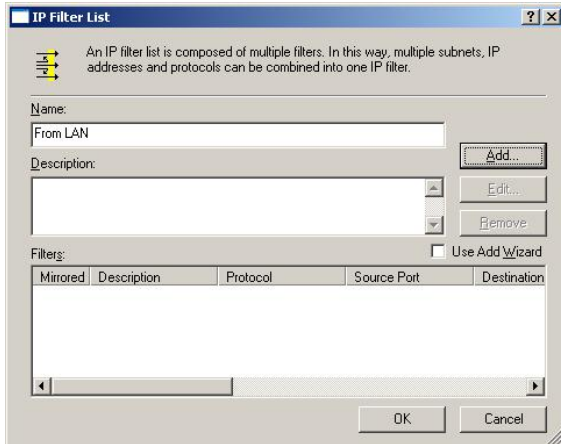 IP Filter List
An IP filter list is composed of multiple filters. In this way, multiple subnets, IP
addresses and protocols can be combined into one IP filter.
Name:
From LAN
Add...
Description:
Edit...
Remove
Filters:
Use Add Wizard
Mirrored Description Protocol Source Port Destination
OK Cancel